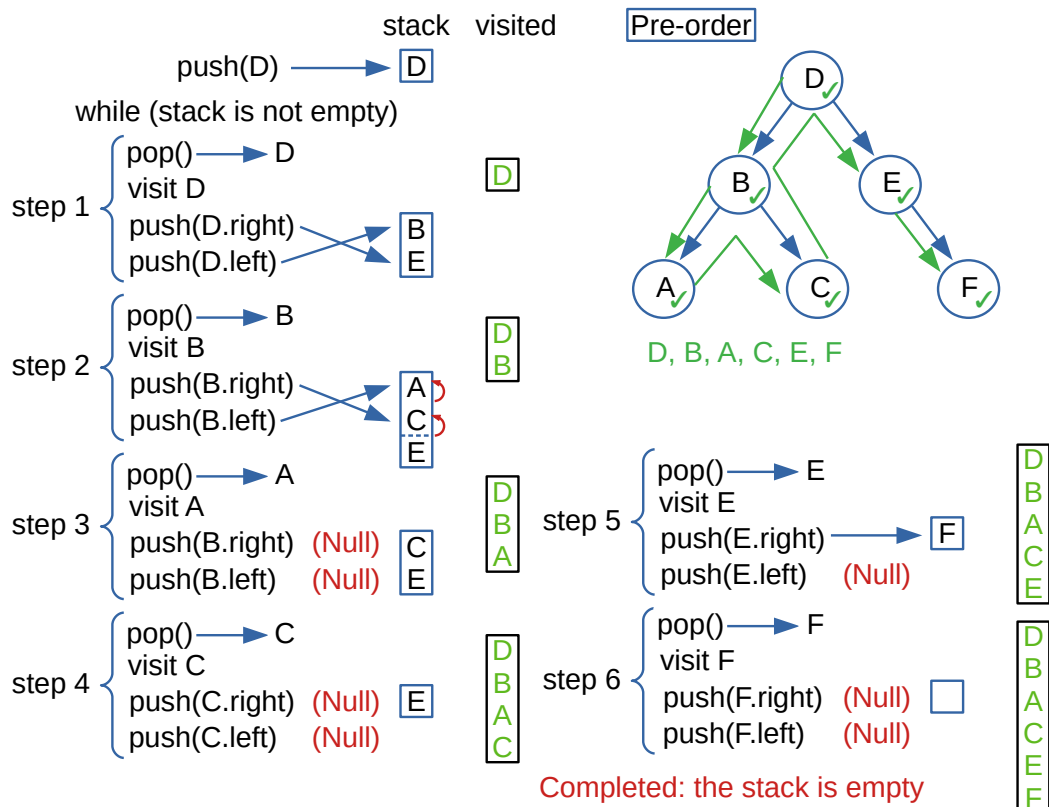 stack visited Pre-order
push(D) D
while (stack is not empty)
step 1
pop() D
visit D
push(D.right)
push(D.left)
B
E
D
step 2
pop() B
visit B
push(B.right)
push(B.left)
A
C
E
D
B
step 3
pop() A
visit A
push(B.right) (Null)
push(B.left) (Null)
C
E
D
B
A
step 4
pop() C
visit C
push(C.right) (Null)
push(C.left) (Null)
E
D
B
A
C
D
B E
A C F
D, B, A, C, E, F
step 5
pop() E
visit E
push(E.right) F
push(E.left) (Null)
D
B
A
C
E
step 6
pop() F
visit F
push(F.right) (Null)
push(F.left) (Null)
D
B
A
C
E
F
Completed: the stack is empty